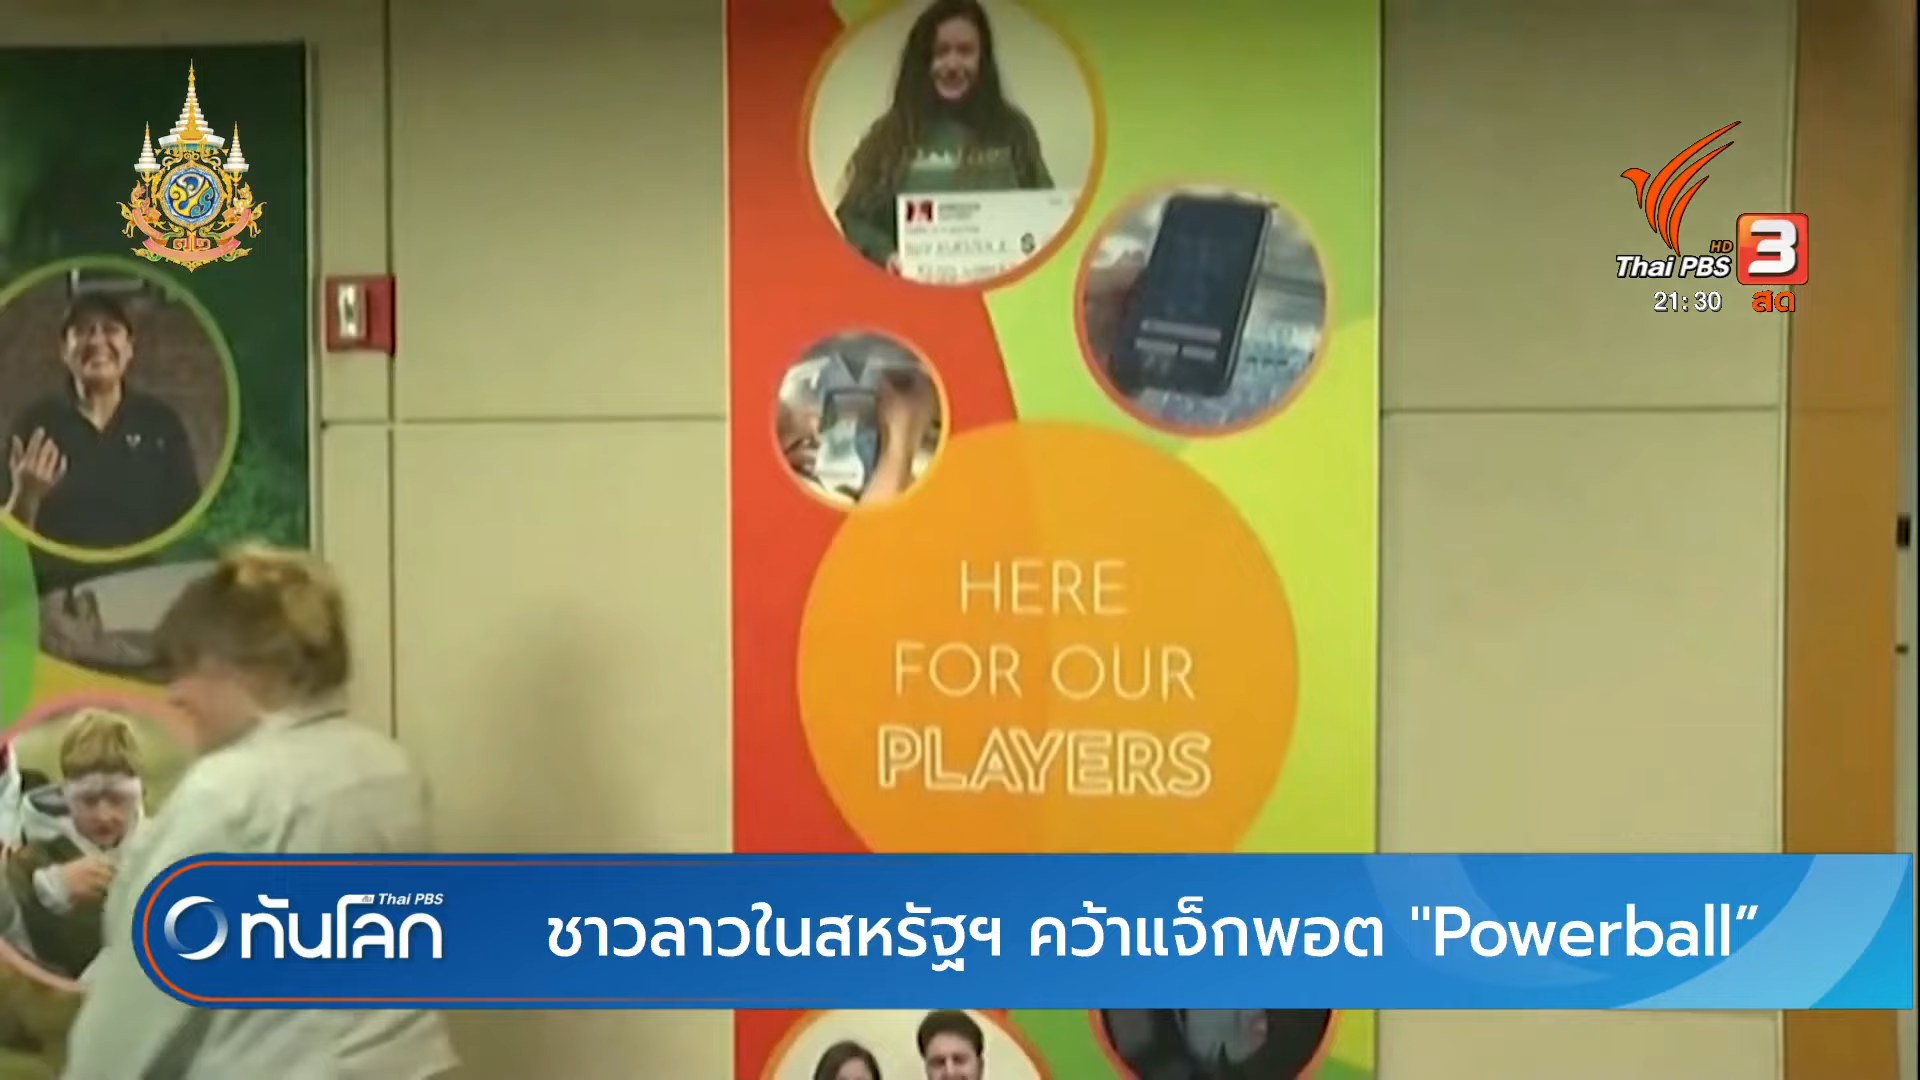 HD
Thai PBS 3
21:30 สด
HERE
FOR OUR
PLAYERS
ทันโลก
กับ Thai PBS
ชาวลาวในสหรัฐฯ คว้าแจ็กพอต "Powerball”